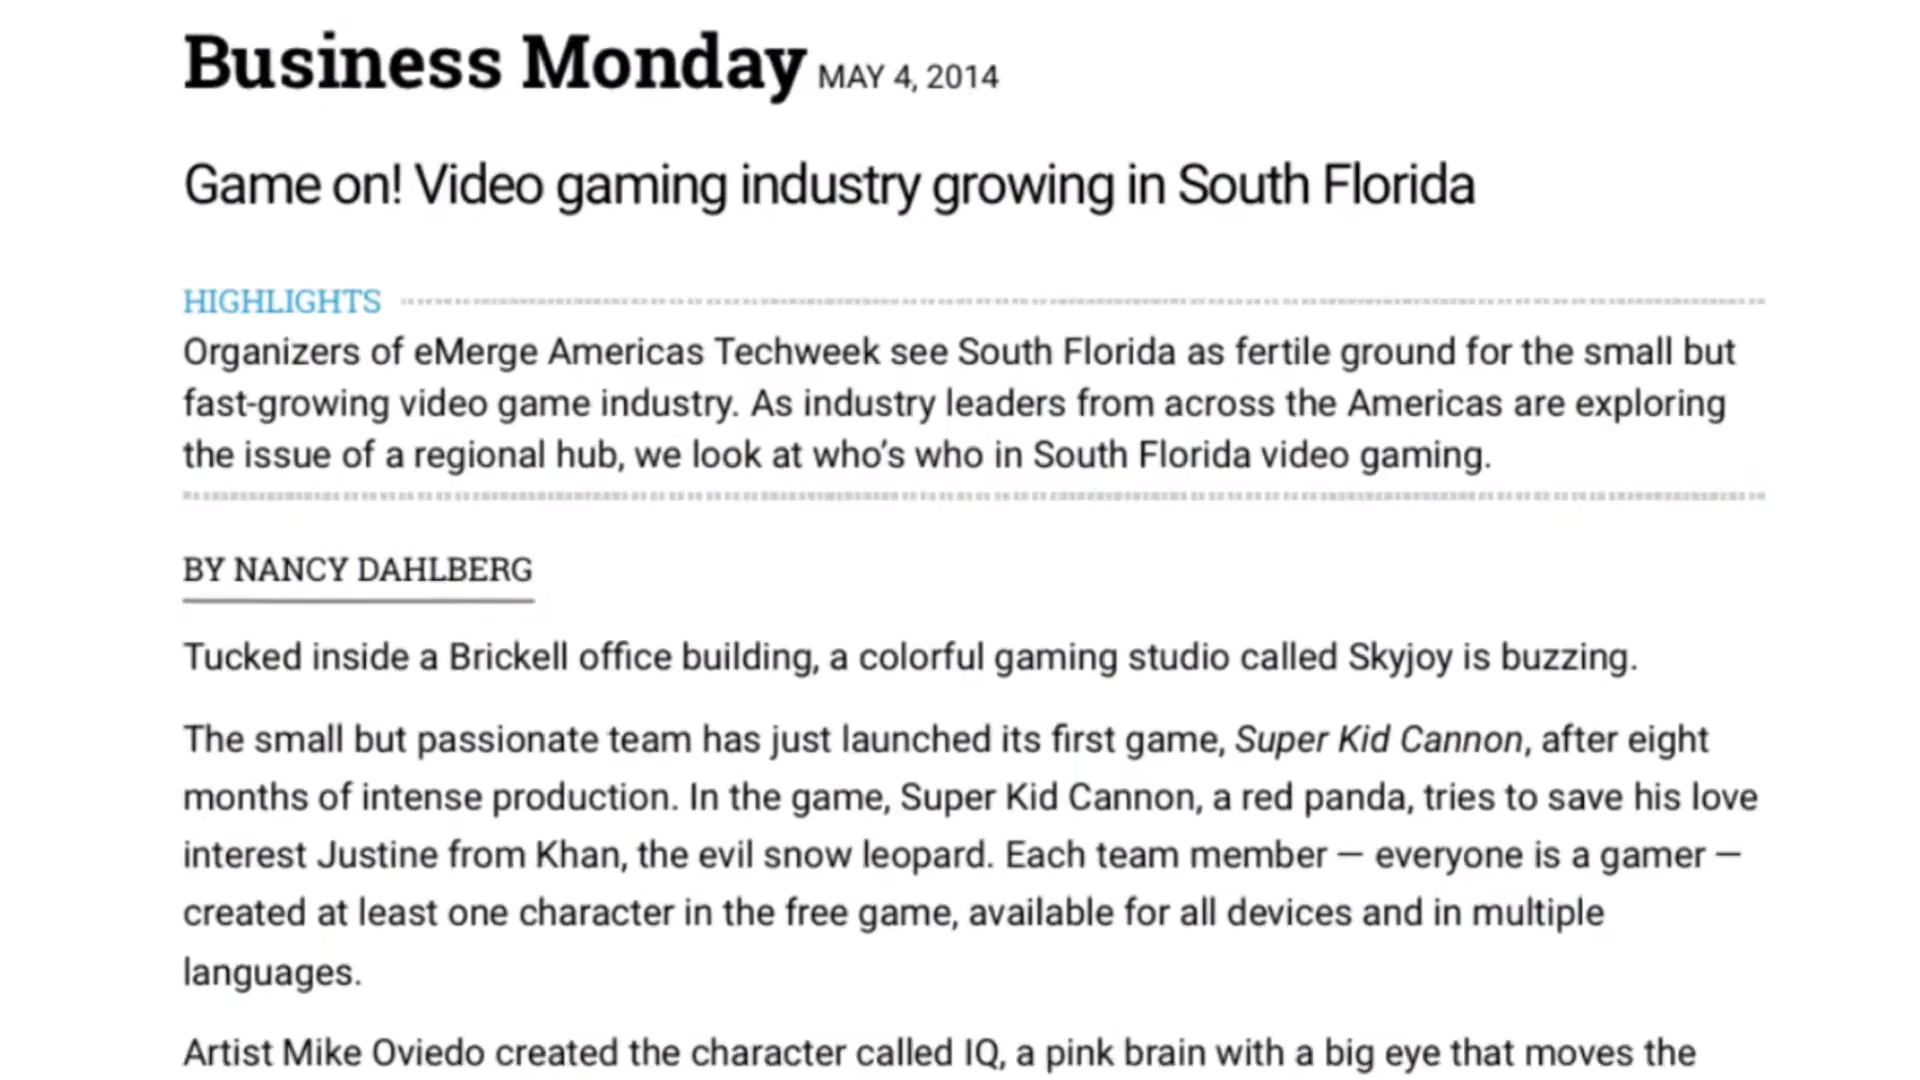 Business Monday MAY 4, 2014
Game on! Video gaming industry growing in South Florida
HIGHLIGHTS
Organizers of eMerge Americas Techweek see South Florida as fertile ground for the small but
fast-growing video game industry. As industry leaders from across the Americas are exploring
the issue of a regional hub, we look at who’s who in South Florida video gaming.
BY NANCY DAHLBERG
Tucked inside a Brickell office building, a colorful gaming studio called Skyjoy is buzzing.
The small but passionate team has just launched its first game, Super Kid Cannon, after eight
months of intense production. In the game, Super Kid Cannon, a red panda, tries to save his love
interest Justine from Khan, the evil snow leopard. Each team member — everyone is a gamer —
created at least one character in the free game, available for all devices and in multiple
languages.
Artist Mike Oviedo created the character called IQ, a pink brain with a big eye that moves the